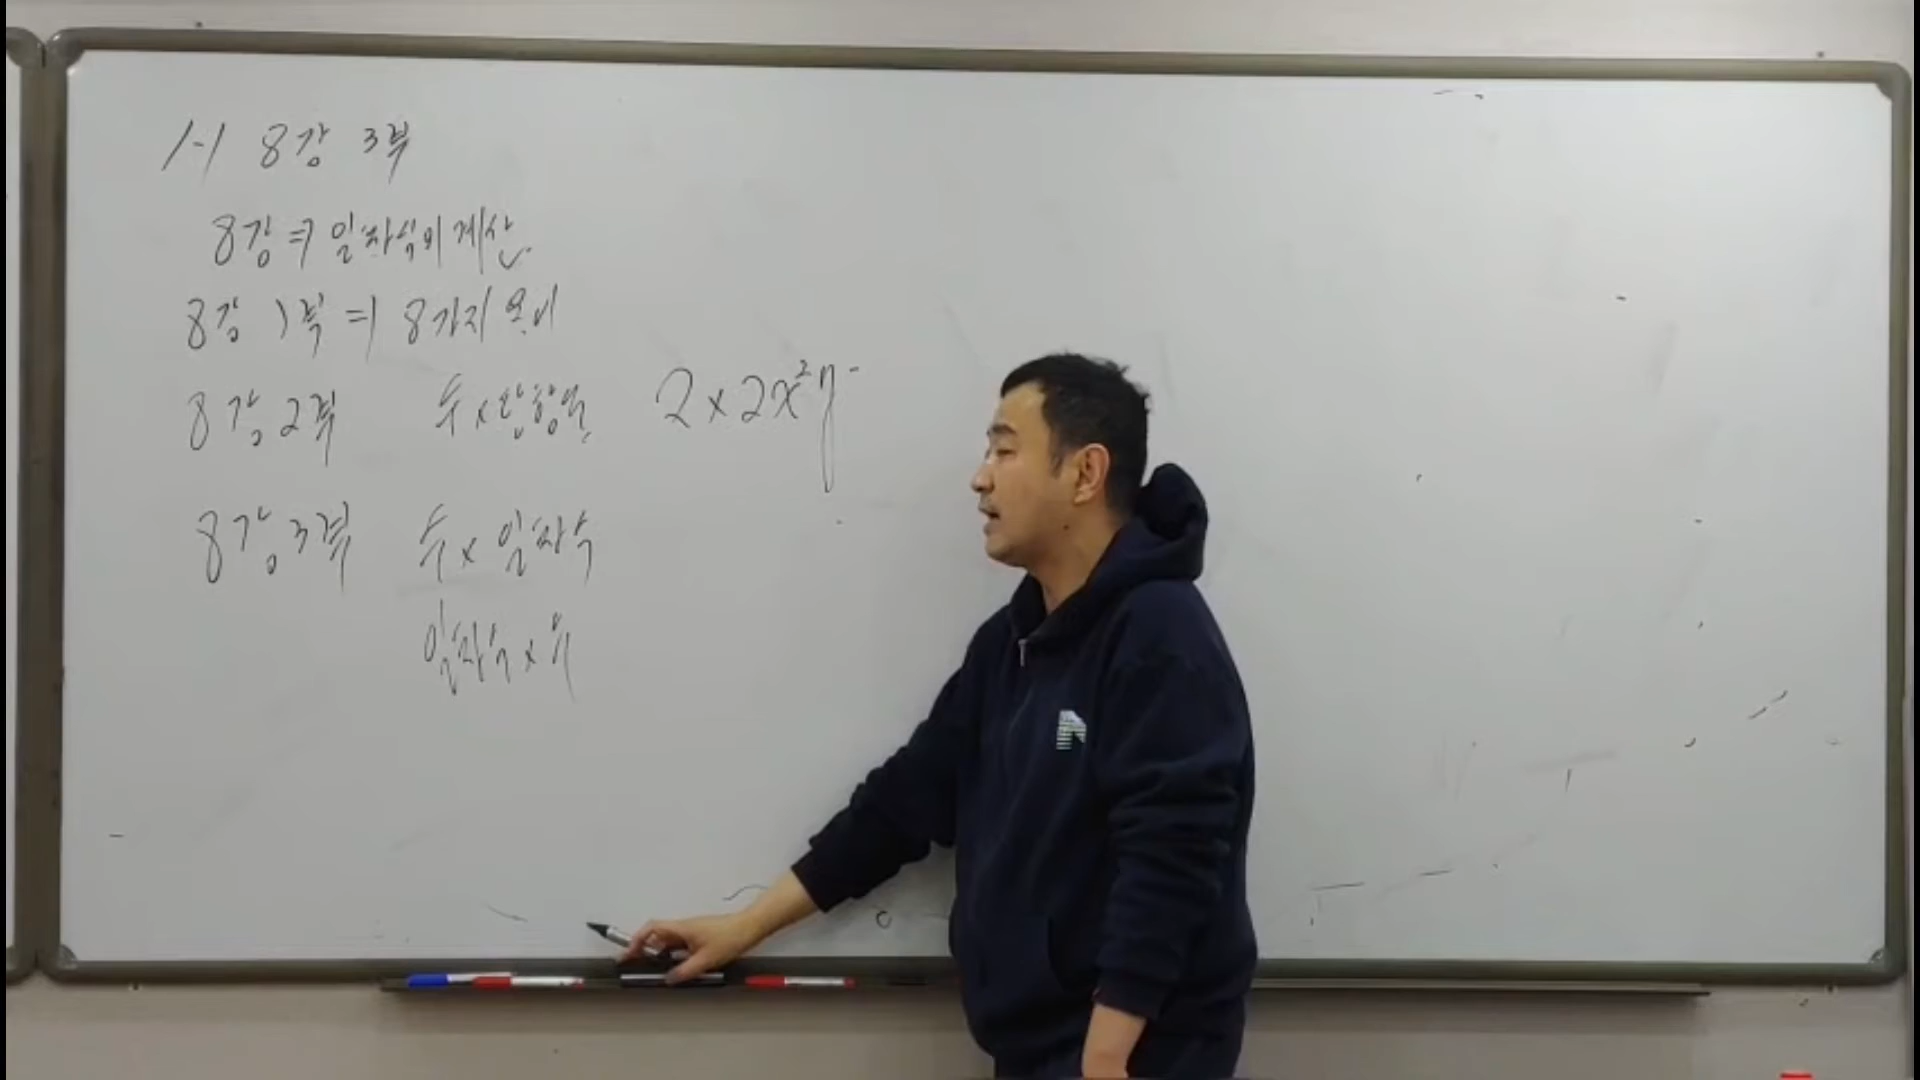 1-1 8강 3부
8강 ⇒ 일차식의 계산
8강 1부 ⇒ 8가지 용어
8강 2부 수×단항식 2×2x²y
8강 3부 수×일차식
일차식×수